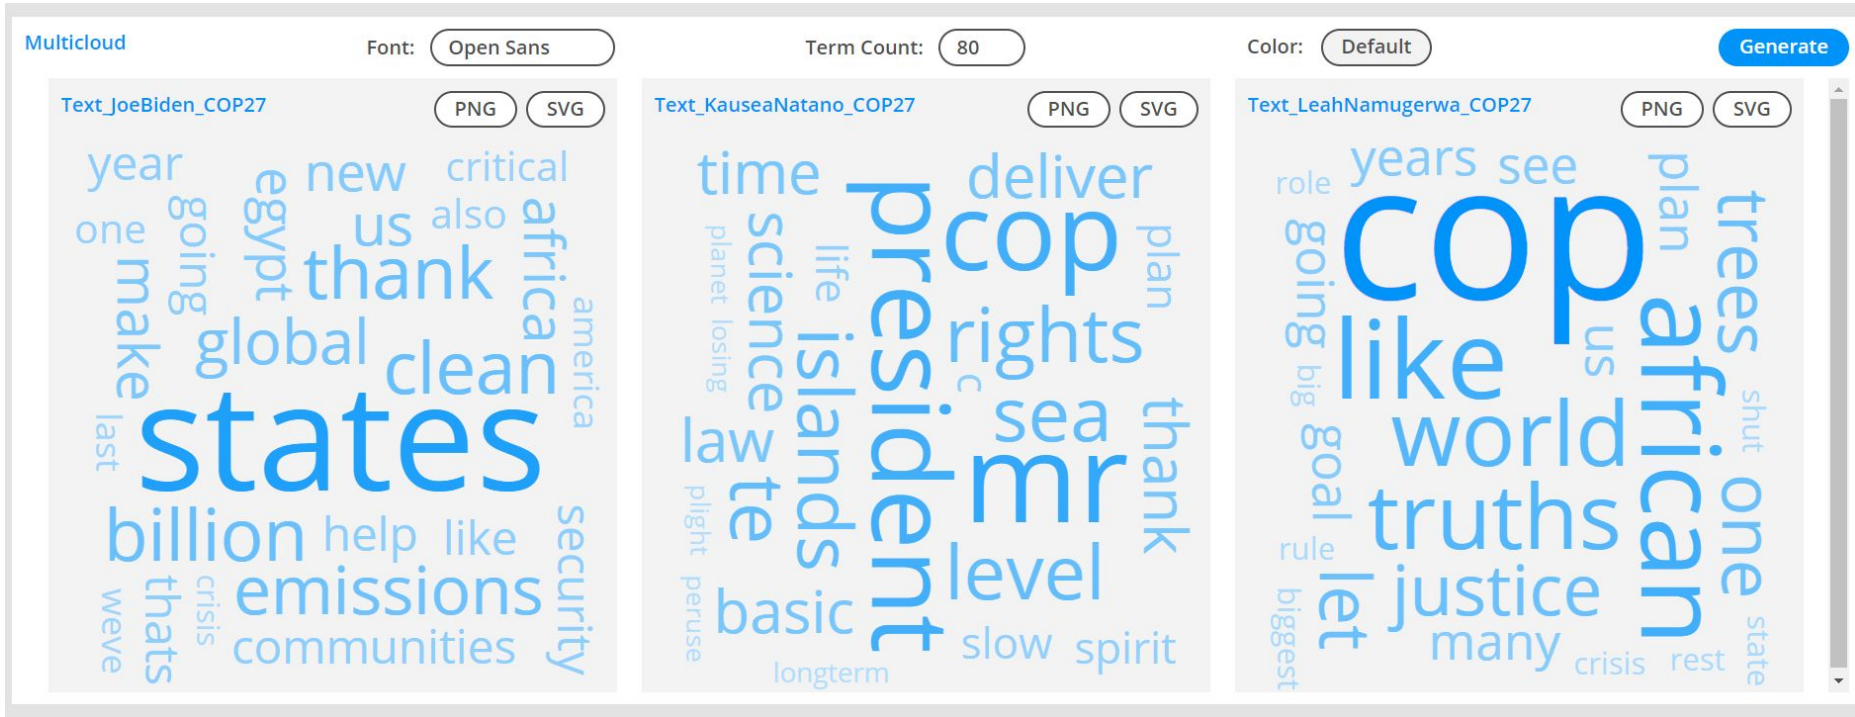 Multicloud Font: Open Sans Term Count: 80 Color: Default Generate
Text_JoeBiden_COP27 PNG SVG
year
new
critical
egypt
going
us
also
africa
one
make
thank
america
global
clean
states
last
billion
help
like
security
emissions
weve
thats
crisis
communities
Text_KauseaNatano_COP27 PNG SVG
time
president
deliver
science
cop
planet
life
plan
rights
losing
islands
c
sea
thank
law
mr
te
plight
level
basic
peruse
slow
spirit
longterm
Text_LeahNamugerwa_COP27 PNG SVG
years
see
plan
role
trees
cop
going
african
like
us
big
shut
world
goal
truths
one
rule
let
justice
biggest
many
state
crisis
rest